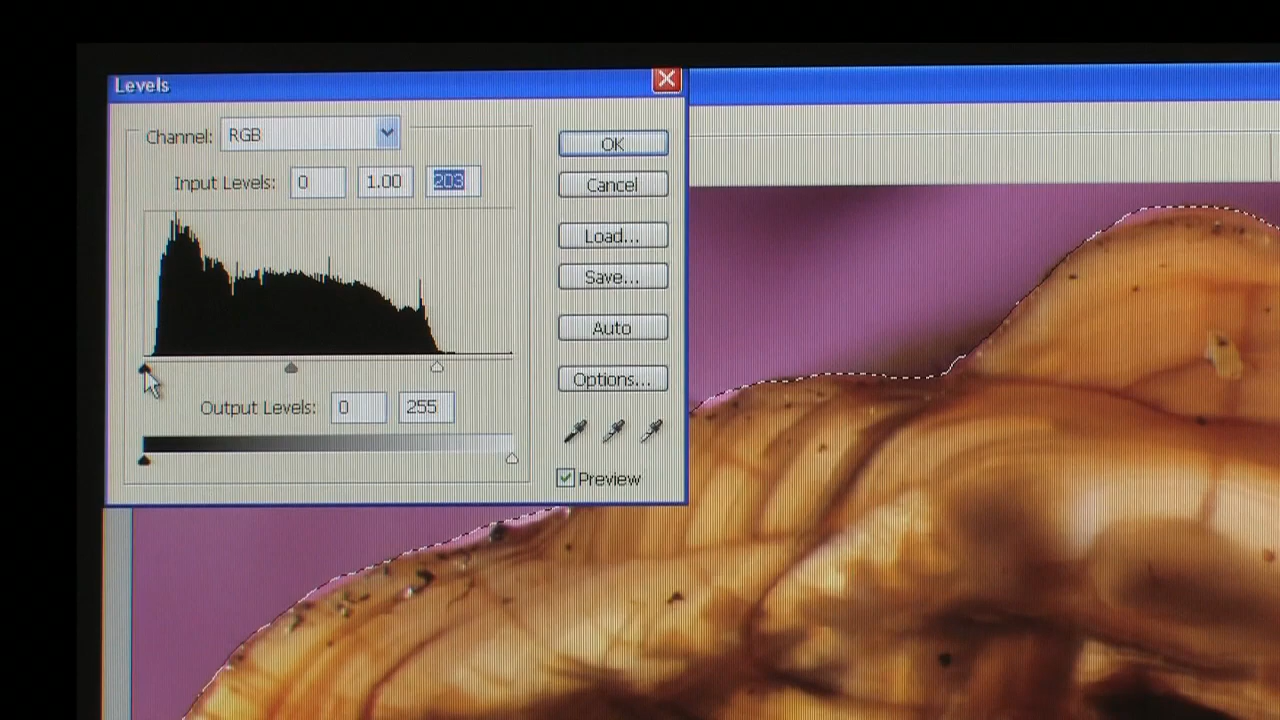 Levels
Channel: RGB
Input Levels: 0 1.00 203
Output Levels: 0 255
OK
Cancel
Load...
Save...
Auto
Options...
Preview